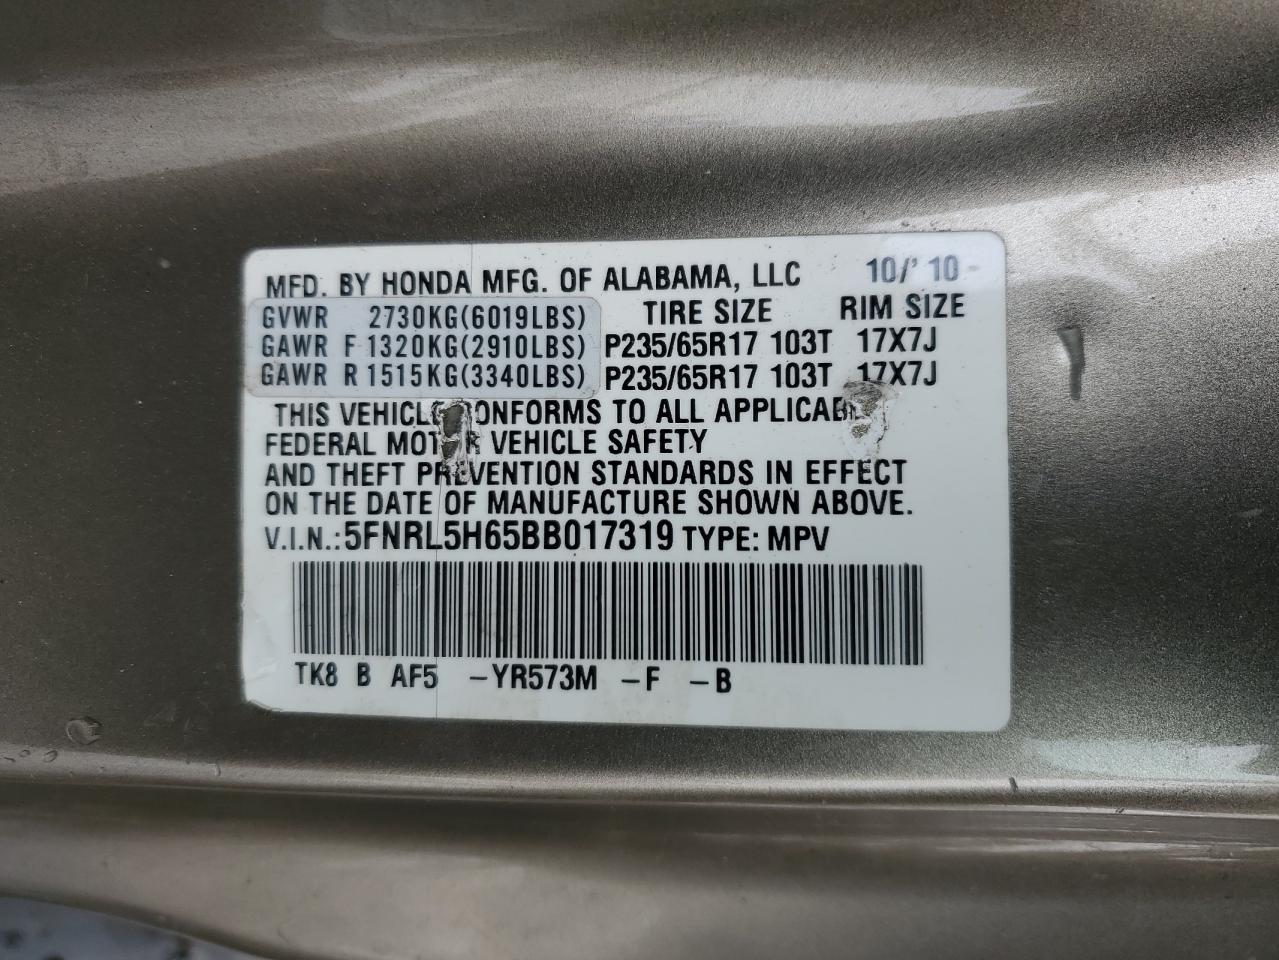 MFD. BY HONDA MFG. OF ALABAMA, LLC 10/' 10
GVWR 2730KG(6019LBS) TIRE SIZE RIM SIZE
GAWR F 1320KG(2910LBS) P235/65R17 103T 17X7J
GAWR R 1515KG(3340LBS) P235/65R17 103T 17X7J
THIS VEHICLE CONFORMS TO ALL APPLICABLE
FEDERAL MOTOR VEHICLE SAFETY
AND THEFT PREVENTION STANDARDS IN EFFECT
ON THE DATE OF MANUFACTURE SHOWN ABOVE.
V.I.N.: 5FNRL5H65BB017319 TYPE: MPV
TK8 B AF5 -YR573M -F -B